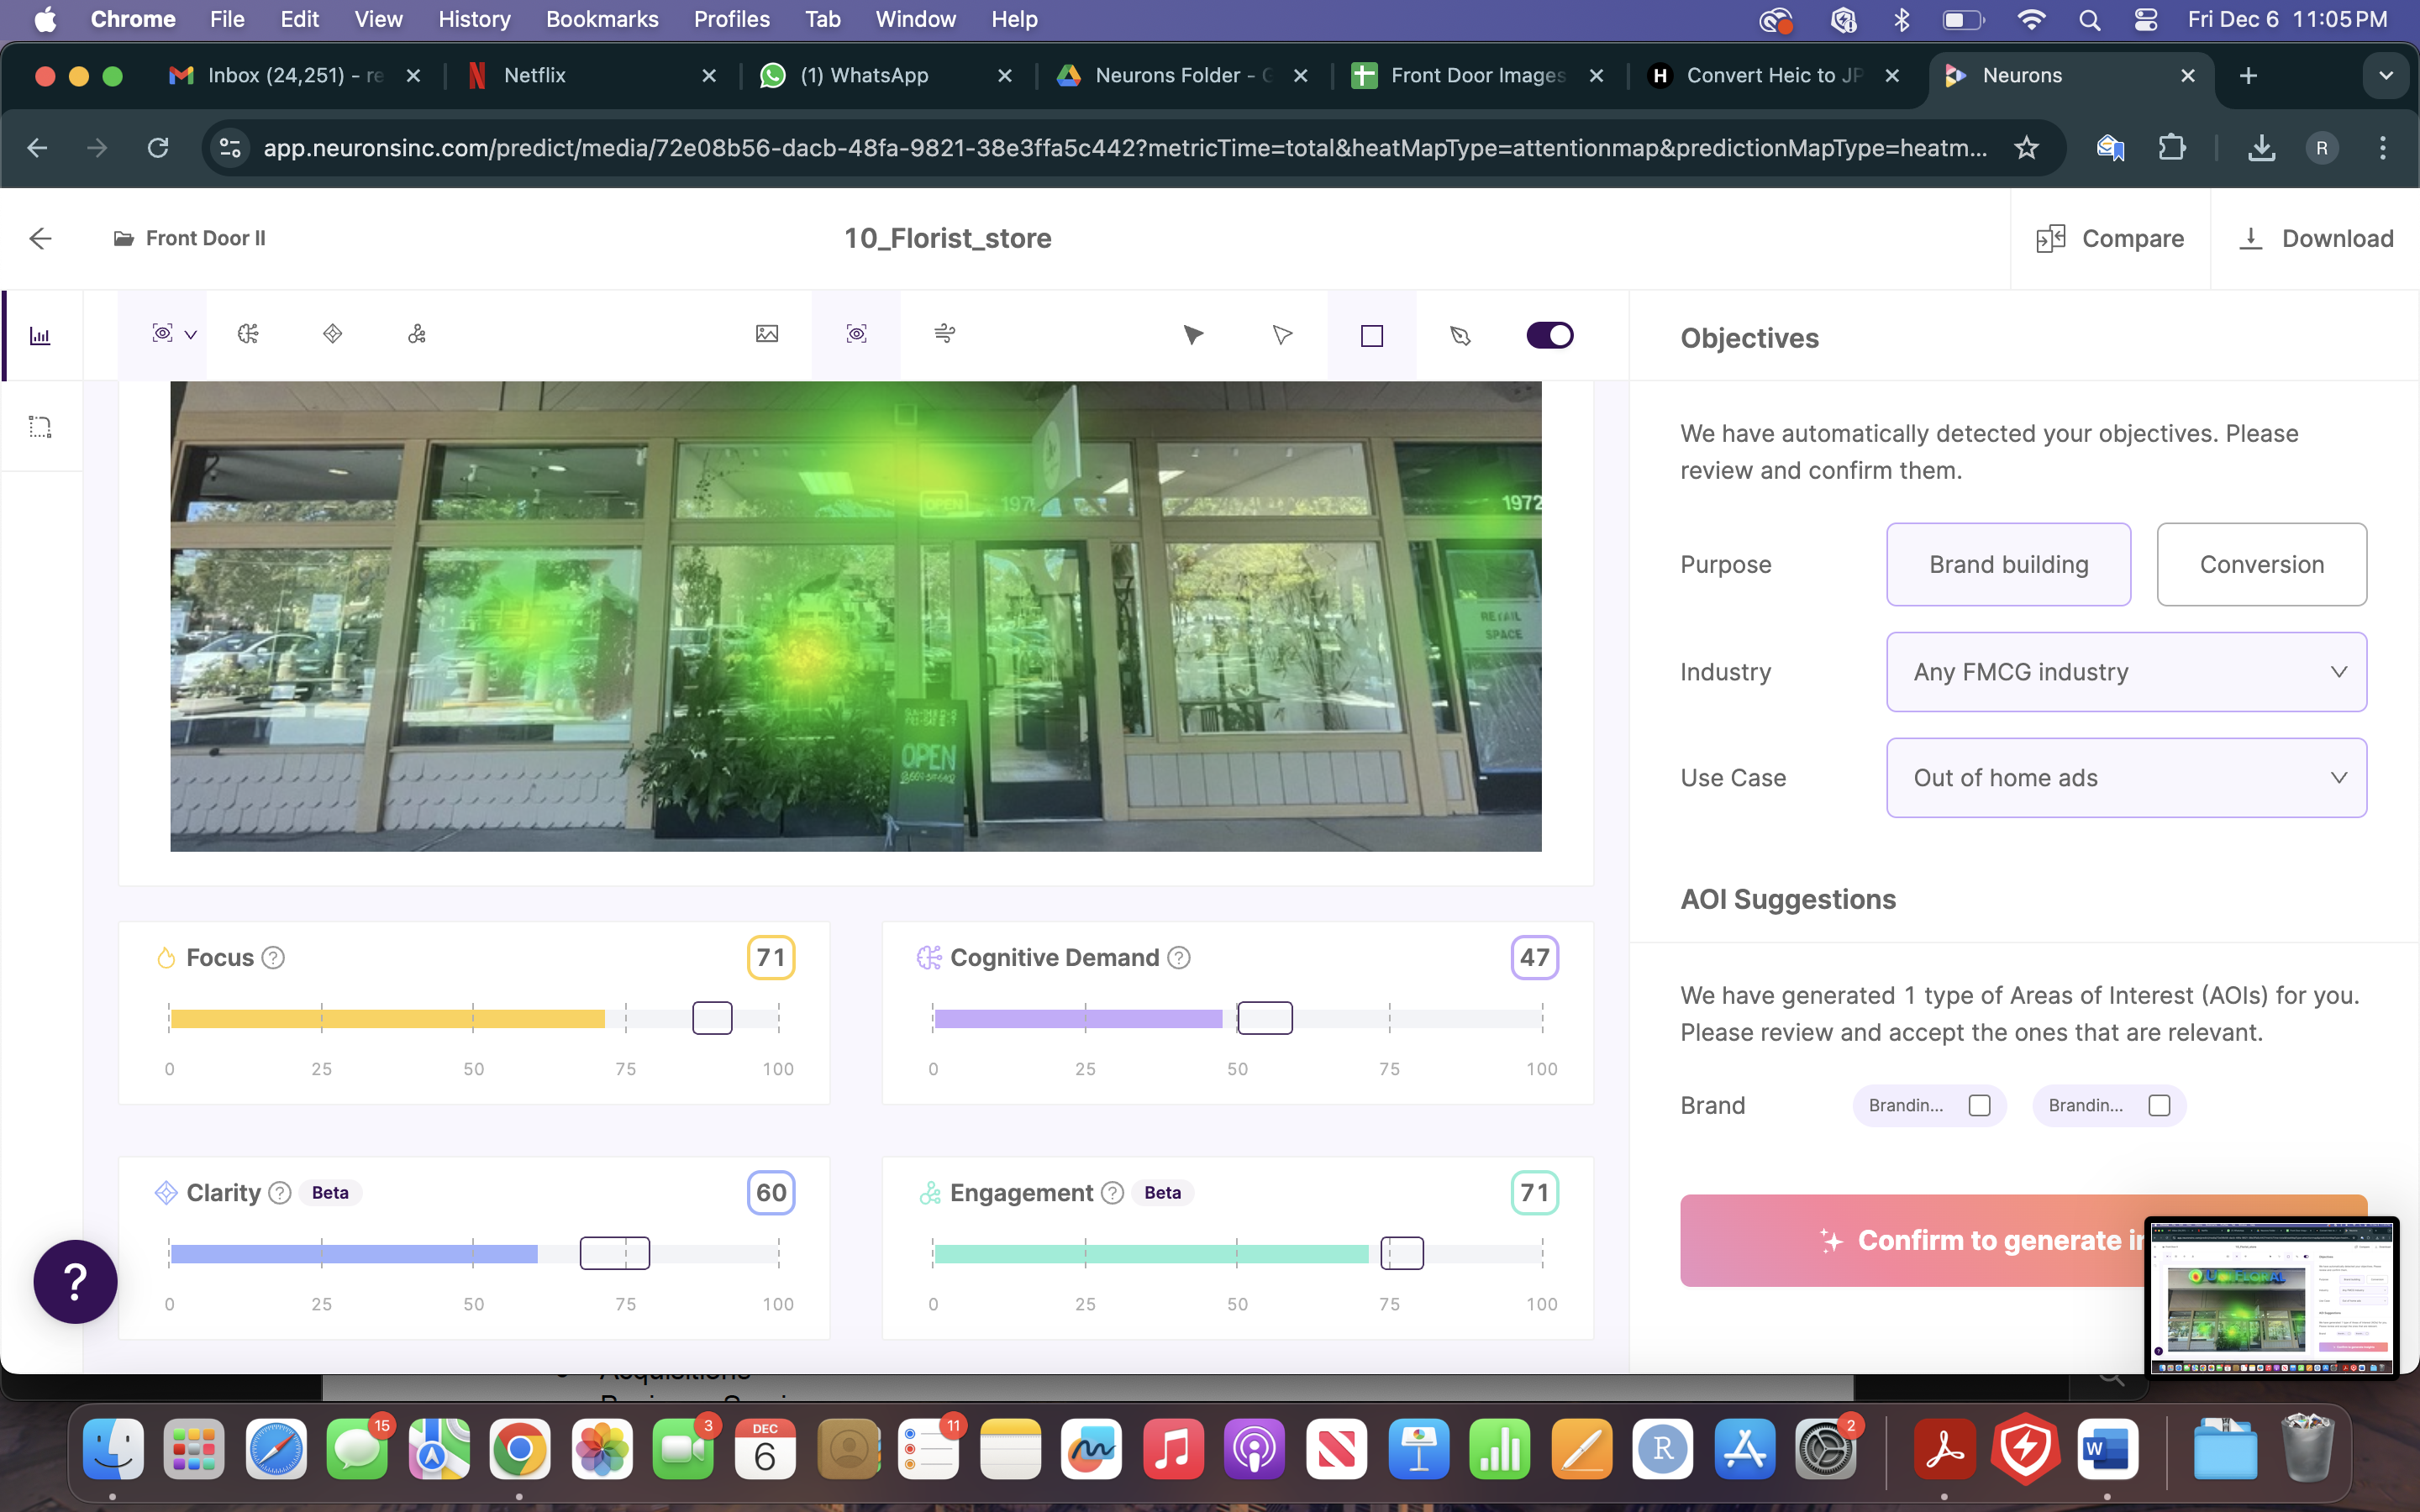 Chrome File Edit View History Bookmarks Profiles Tab Window Help Fri Dec 6 11:05 PM
Inbox (24,251) - re Netflix (1) WhatsApp Neurons Folder - G Front Door Images Convert Heic to JP Neurons
app.neuronsinc.com/predict/media/72e08b56-dacb-48fa-9821-38e3ffa5c442?metricTime=total&heatMapType=attentionmap&predictionMapType=heatm... R
Front Door II 10_Florist_store Compare Download
Objectives
We have automatically detected your objectives. Please
review and confirm them.
Purpose Brand building Conversion
Industry Any FMCG industry
Use Case Out of home ads
OPEN 197 1972
RETAIL
SPACE
OPEN
AOI Suggestions
We have generated 1 type of Areas of Interest (AOIs) for you.
Please review and accept the ones that are relevant.
Brand Brandin... Brandin...
Confirm to generate in
Focus ? 71
0 25 50 75 100
Cognitive Demand ? 47
0 25 50 75 100
Clarity ? Beta 60
0 25 50 75 100
Engagement ? Beta 71
0 25 50 75 100
?
Acquisitions
15 3 DEC 6 11 R 2 W